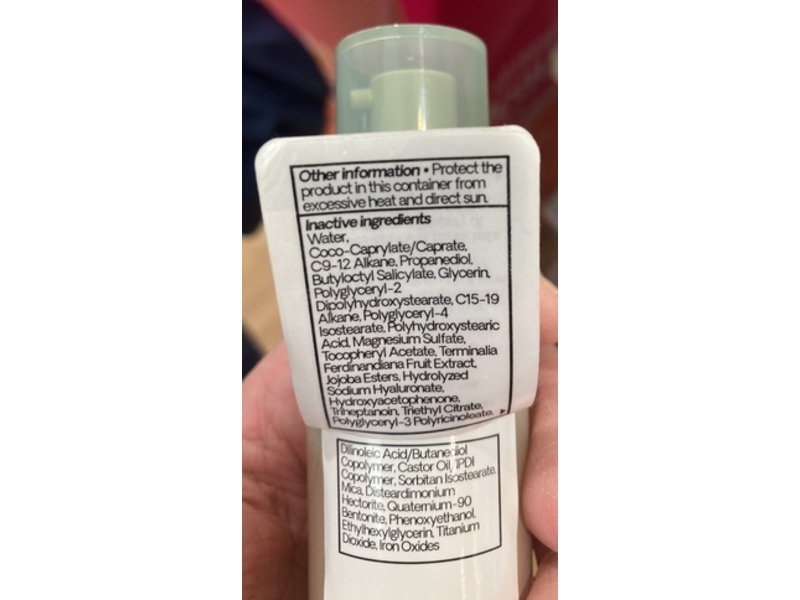 Other information • Protect the
product in this container from
excessive heat and direct sun.
Inactive ingredients
Water,
Coco-Caprylate/Caprate,
C9-12 Alkane, Propanediol,
Butyloctyl Salicylate, Glycerin,
Polyglyceryl-2
Dipolyhydroxystearate, C15-19
Alkane, Polyglyceryl-4
Isostearate, Polyhydroxystearic
Acid, Magnesium Sulfate,
Tocopheryl Acetate, Terminalia
Ferdinandiana Fruit Extract,
Jojoba Esters, Hydrolyzed
Sodium Hyaluronate,
Hydroxyacetophenone,
Triheptanoin, Triethyl Citrate,
Polyglyceryl-3 Polyricinoleate,
Dilinoleic Acid/Butanediol
Copolymer, Castor Oil, IPDI
Copolymer, Sorbitan Isostearate,
Mica, Disteardimonium
Hectorite, Quaternium-90
Bentonite, Phenoxyethanol,
Ethylhexylglycerin, Titanium
Dioxide, Iron Oxides